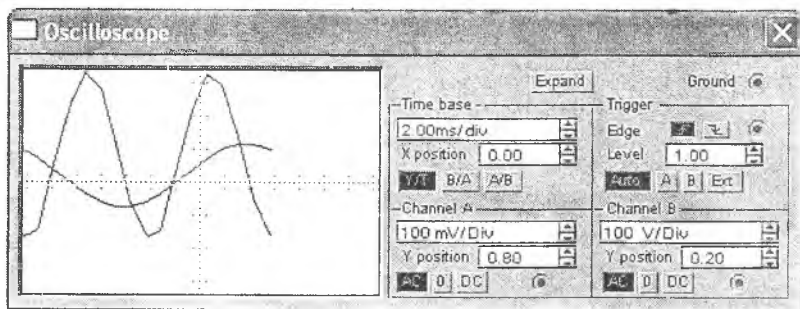 Oscilloscope
Expand Ground
Time base Trigger
2.00ms/div Edge
X position 0.00 Level 1.00
Y/T B/A A/B Auto A B Ext
Channel A Channel B
100 mV/Div 100 V/Div
Y position 0.80 Y position 0.20
AC 0 DC AC 0 DC